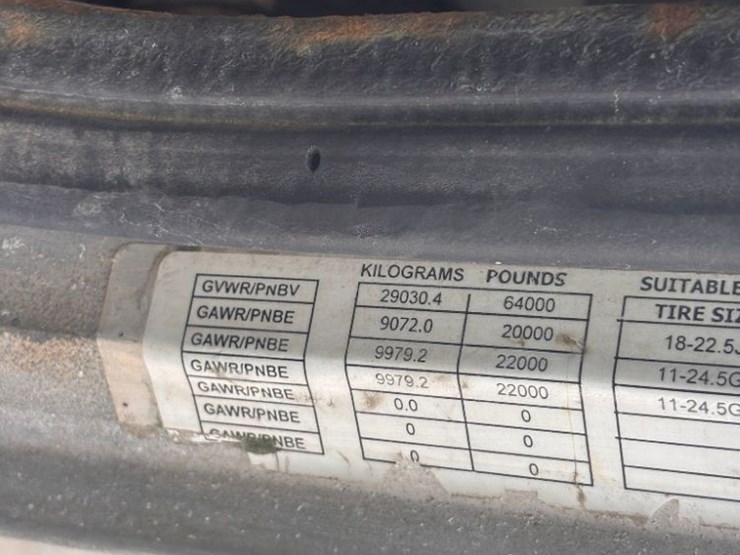 KILOGRAMS POUNDS SUITABLE
GVWR/PNBV 29030.4 64000 TIRE SIZ
GAWR/PNBE 9072.0 20000 18-22.5J
GAWR/PNBE 9979.2 22000 11-24.5G
GAWR/PNBE 9979.2 22000 11-24.5G
GAWR/PNBE 0.0 0
GAWR/PNBE 0 0
GAWR/PNBE 0 0